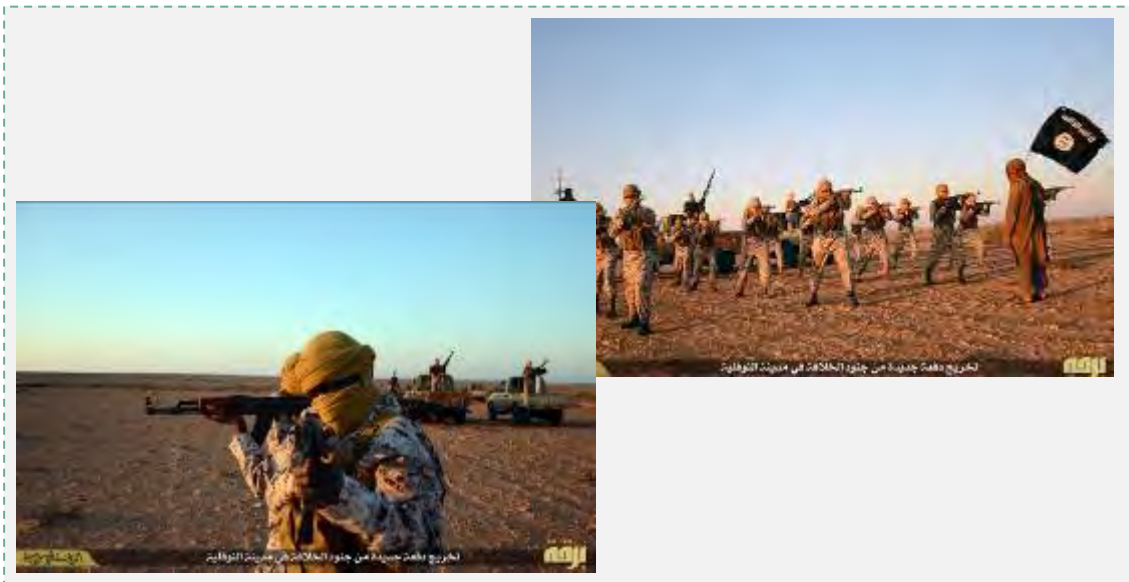 تخريج دفعة جديدة من جنود الخلافة في مدينة النوفلية
برقة
تخريج دفعة جديدة من جنود الخلافة في مدينة النوفلية
برقة